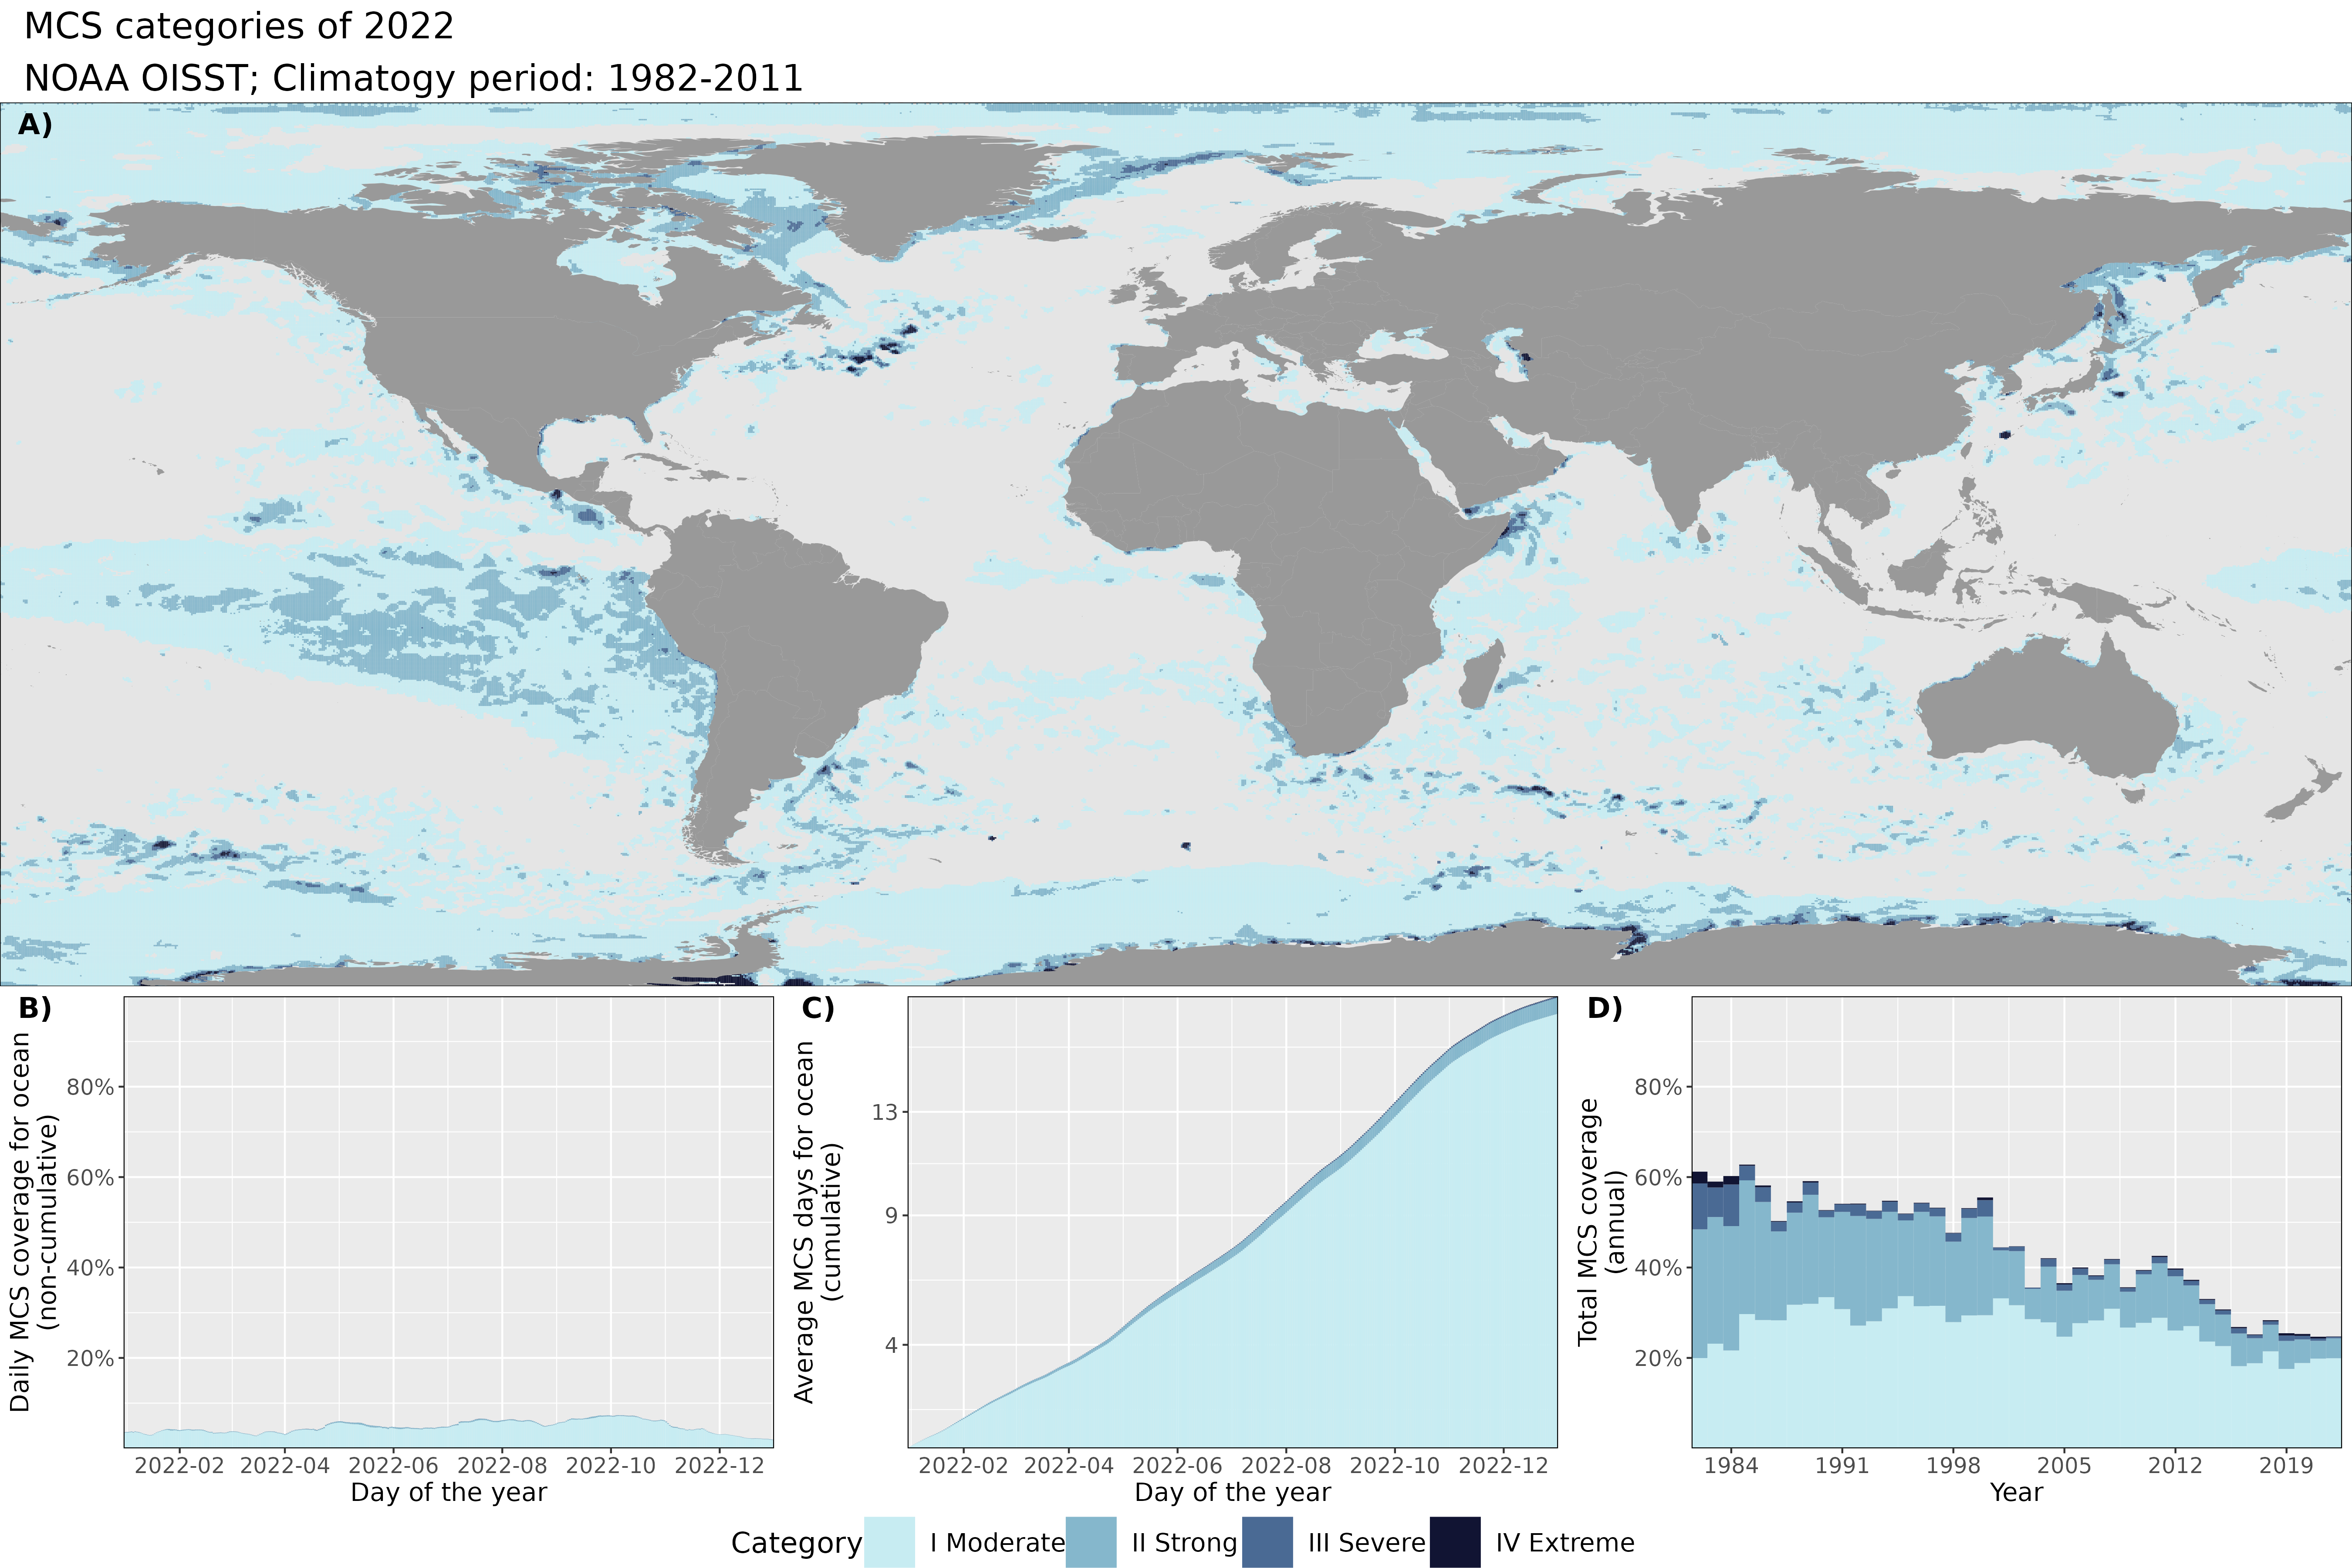 MCS categories of 2022
NOAA OISST; Climatogy period: 1982-2011
A)
B)
Daily MCS coverage for ocean
(non-cumulative)
80%
60%
40%
20%
2022-02 2022-04 2022-06 2022-08 2022-10 2022-12
Day of the year
C)
Average MCS days for ocean
(cumulative)
13
9
4
2022-02 2022-04 2022-06 2022-08 2022-10 2022-12
Day of the year
D)
Total MCS coverage
(annual)
80%
60%
40%
20%
1984 1991 1998 2005 2012 2019
Year
Category I Moderate II Strong III Severe IV Extreme